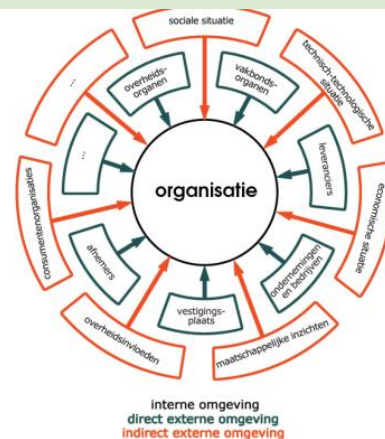 sociale situatie
technisch-technologische
situatie
economische situatie
maatschappelijke inzichten
overheidsinvloeden
consumentenorganisaties
...
overheids-
organen
vakbonds-
organen
leveranciers
ondernemingen
en bedrijven
vestigings-
plaats
afnemers
...
organisatie
interne omgeving
direct externe omgeving
indirect externe omgeving